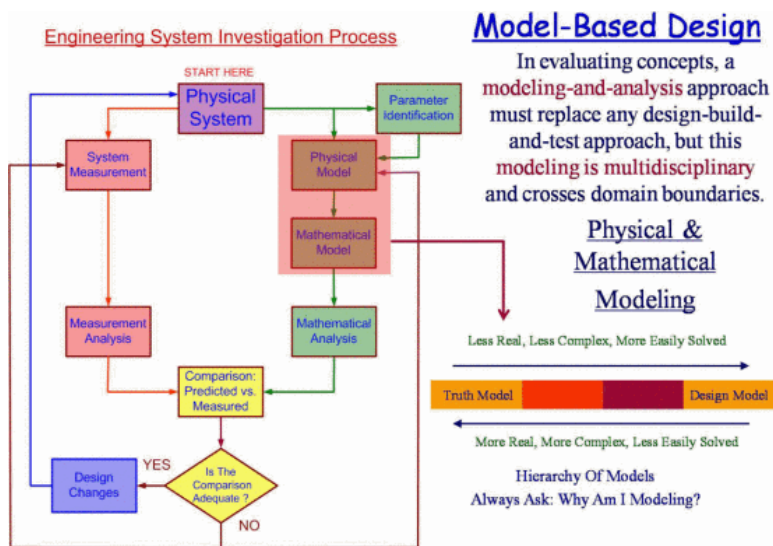 Engineering System Investigation Process
START HERE
Physical
System
Parameter
Identification
System
Measurement
Physical
Model
Mathematical
Model
Measurement
Analysis
Mathematical
Analysis
Comparison:
Predicted vs.
Measured
Is The
Comparison
Adequate ?
YES
NO
Design
Changes
Model-Based Design
In evaluating concepts, a
modeling-and-analysis approach
must replace any design-build-
and-test approach, but this
modeling is multidisciplinary
and crosses domain boundaries.
Physical &
Mathematical
Modeling
Less Real, Less Complex, More Easily Solved
Truth Model
Design Model
More Real, More Complex, Less Easily Solved
Hierarchy Of Models
Always Ask: Why Am I Modeling?